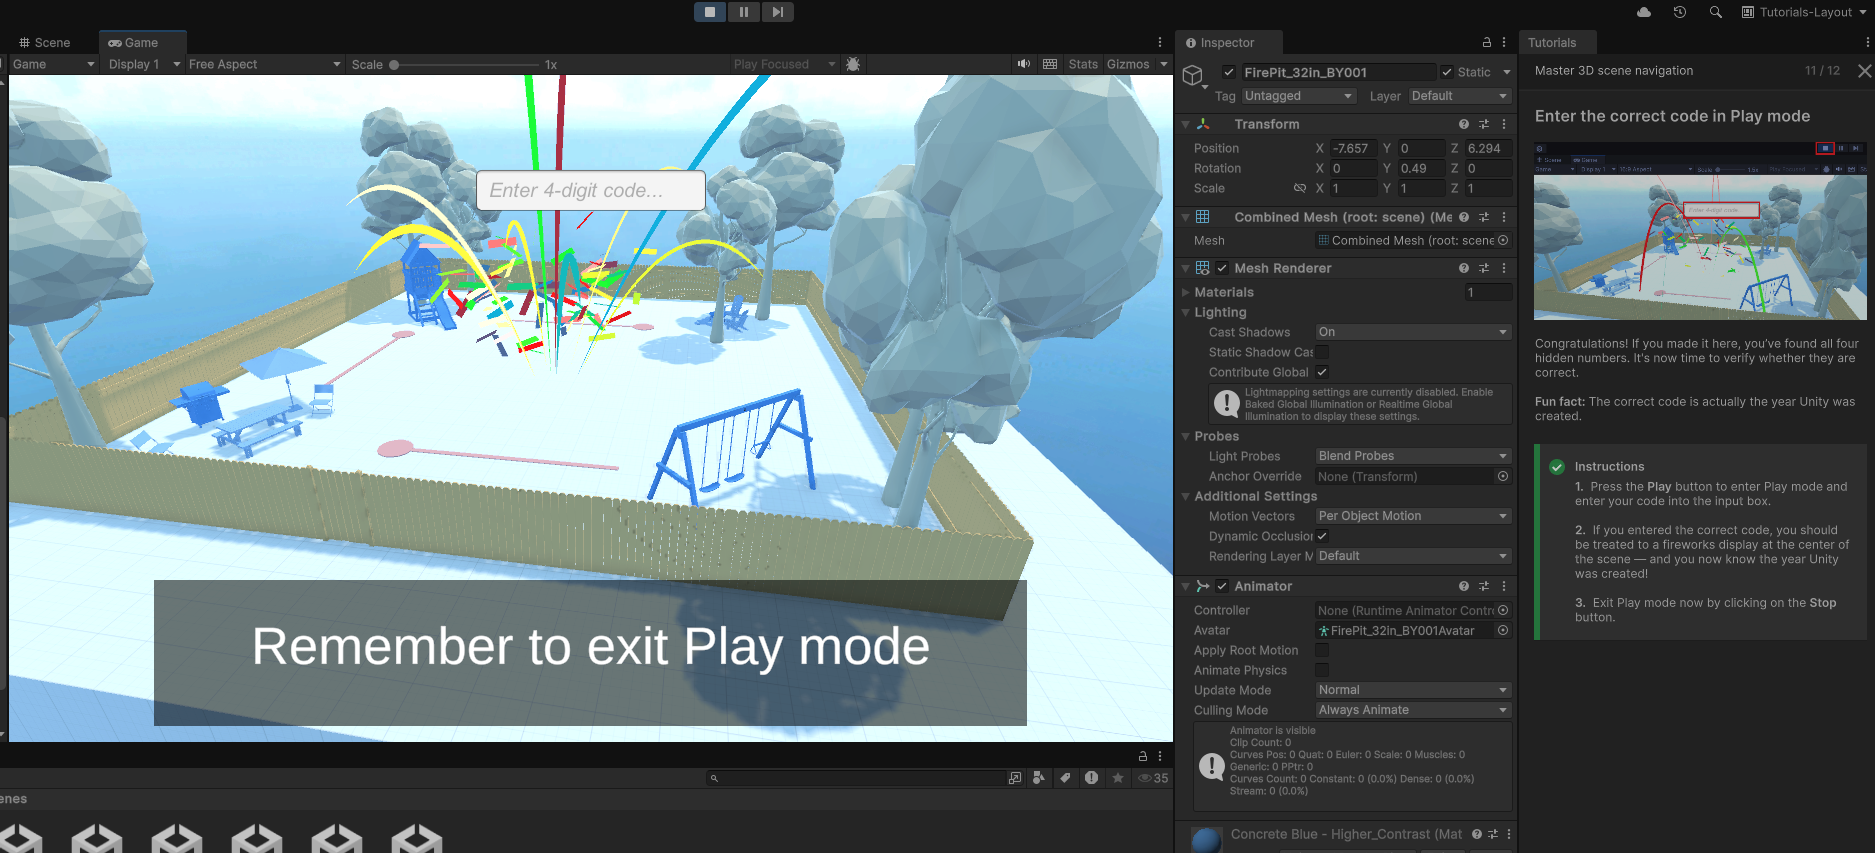 Tutorials-Layout
Scene
Game
Inspector
Tutorials
Game
Display 1
Free Aspect
Scale
1x
Play Focused
Stats
Gizmos
FirePit_32in_BY001
Static
Tag
Untagged
Layer
Default
Transform
Position
X
-7.657
Y
0
Z
6.294
Rotation
X
0
Y
0.49
Z
0
Scale
X
1
Y
1
Z
1
Combined Mesh (root: scene) (Me
Mesh
Combined Mesh (root: scene
Mesh Renderer
Materials
1
Lighting
Cast Shadows
On
Static Shadow Cas
Contribute Global
Lightmapping settings are currently disabled. Enable
Baked Global Illumination or Realtime Global
Illumination to display these settings.
Probes
Light Probes
Blend Probes
Anchor Override
None (Transform)
Additional Settings
Motion Vectors
Per Object Motion
Dynamic Occlusion
Rendering Layer M
Default
Animator
Controller
None (Runtime Animator Contro
Avatar
FirePit_32in_BY001Avatar
Apply Root Motion
Animate Physics
Update Mode
Normal
Culling Mode
Always Animate
Animator is visible
Clip Count: 0
Curves Pos: 0 Quat: 0 Euler: 0 Scale: 0 Muscles: 0
Generic: 0 PPtr: 0
Curves Count: 0 Constant: 0 (0.0%) Dense: 0 (0.0%)
Stream: 0 (0.0%)
Concrete Blue - Higher_Contrast (Mat
Enter 4-digit code...
Remember to exit Play mode
35
enes
Master 3D scene navigation
11 / 12
Enter the correct code in Play mode
Congratulations! If you made it here, you've found all four
hidden numbers. It's now time to verify whether they are
correct.
Fun fact: The correct code is actually the year Unity was
created.
Instructions
1. Press the Play button to enter Play mode and
enter your code into the input box.
2. If you entered the correct code, you should
be treated to a fireworks display at the center of
the scene — and you now know the year Unity
was created!
3. Exit Play mode now by clicking on the Stop
button.